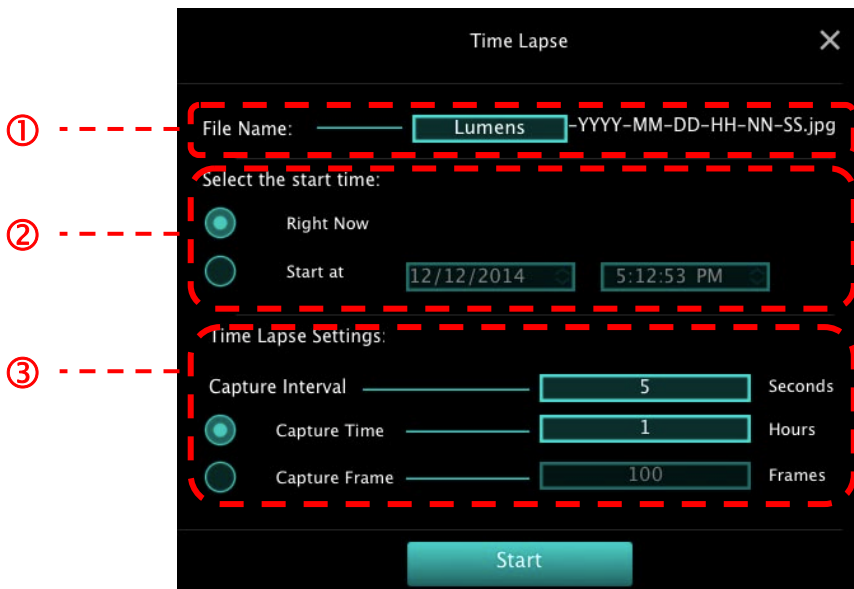 Time Lapse
① File Name: Lumens -YYYY-MM-DD-HH-NN-SS.jpg
Select the start time:
② Right Now
Start at 12/12/2014 5:12:53 PM
Time Lapse Settings:
③ Capture Interval 5 Seconds
Capture Time 1 Hours
Capture Frame 100 Frames
Start